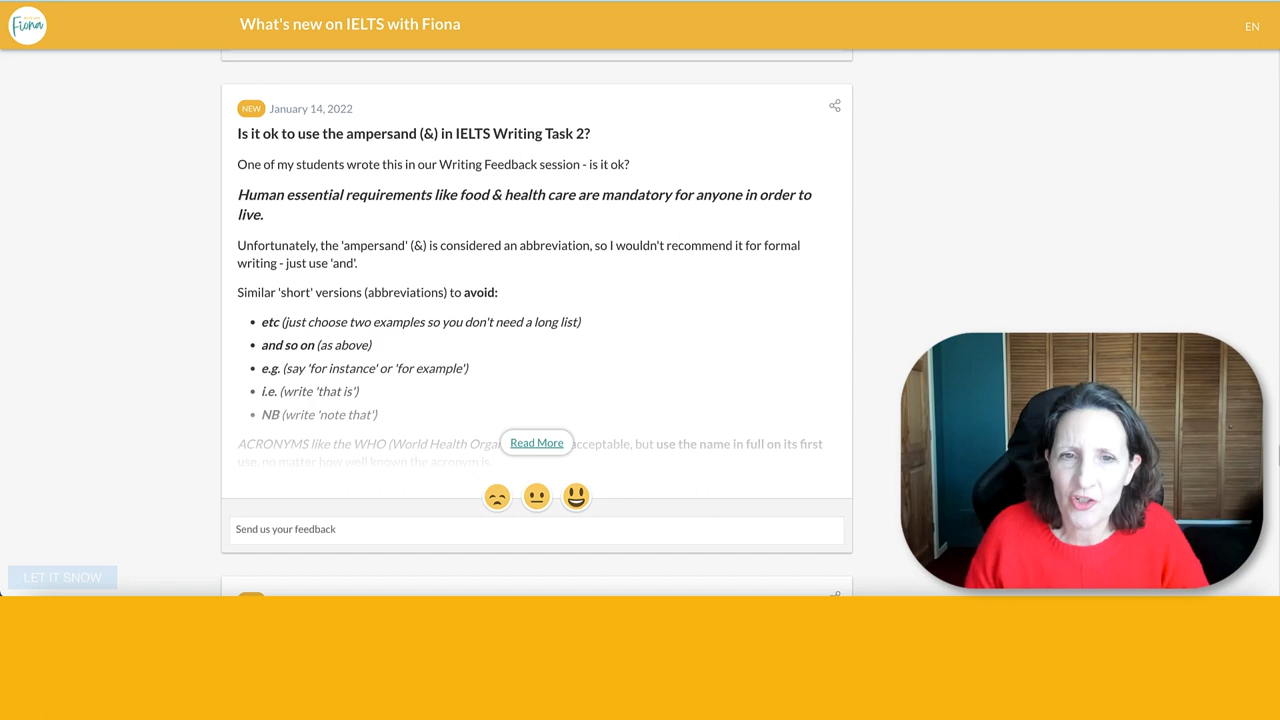 Fiona
What's new on IELTS with Fiona
EN
NEW January 14, 2022
Is it ok to use the ampersand (&) in IELTS Writing Task 2?
One of my students wrote this in our Writing Feedback session - is it ok?
Human essential requirements like food & health care are mandatory for anyone in order to
live.
Unfortunately, the 'ampersand' (&) is considered an abbreviation, so I wouldn't recommend it for formal
writing - just use 'and'.
Similar 'short' versions (abbreviations) to avoid:
• etc (just choose two examples so you don't need a long list)
• and so on (as above)
• e.g. (say 'for instance' or 'for example')
• i.e. (write 'that is')
• NB (write 'note that')
ACRONYMS like the WHO (World Health Organ Read More acceptable, but use the name in full on its first
use, no matter how well known the acronym is.
Send us your feedback
LET IT SNOW